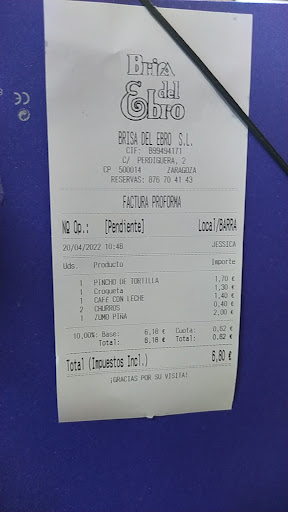 Brisa
del
Ebro
BRISA DEL EBRO S.L.
CIF: B99494171
C/ PERDIGUERA, 2
CP 500014 ZARAGOZA
RESERVAS: 876 70 41 43
FACTURA PROFORMA
Nº Op.: [Pendiente] Local/BARRA
20/04/2022 10:48 JESSICA
Uds. Producto Importe
1 PINCHO DE TORTILLA 1,70 €
1 Croqueta 1,30 €
1 CAFE CON LECHE 1,40 €
2 CHURROS 0,40 €
1 ZUMO PIÑA 2,00 €
10,00%: Base: 6,18 € Cuota: 0,62 €
Total: 6,18 € Total: 0,62 €
Total (Impuestos Incl.) 6,80 €
¡GRACIAS POR SU VISITA!
CE